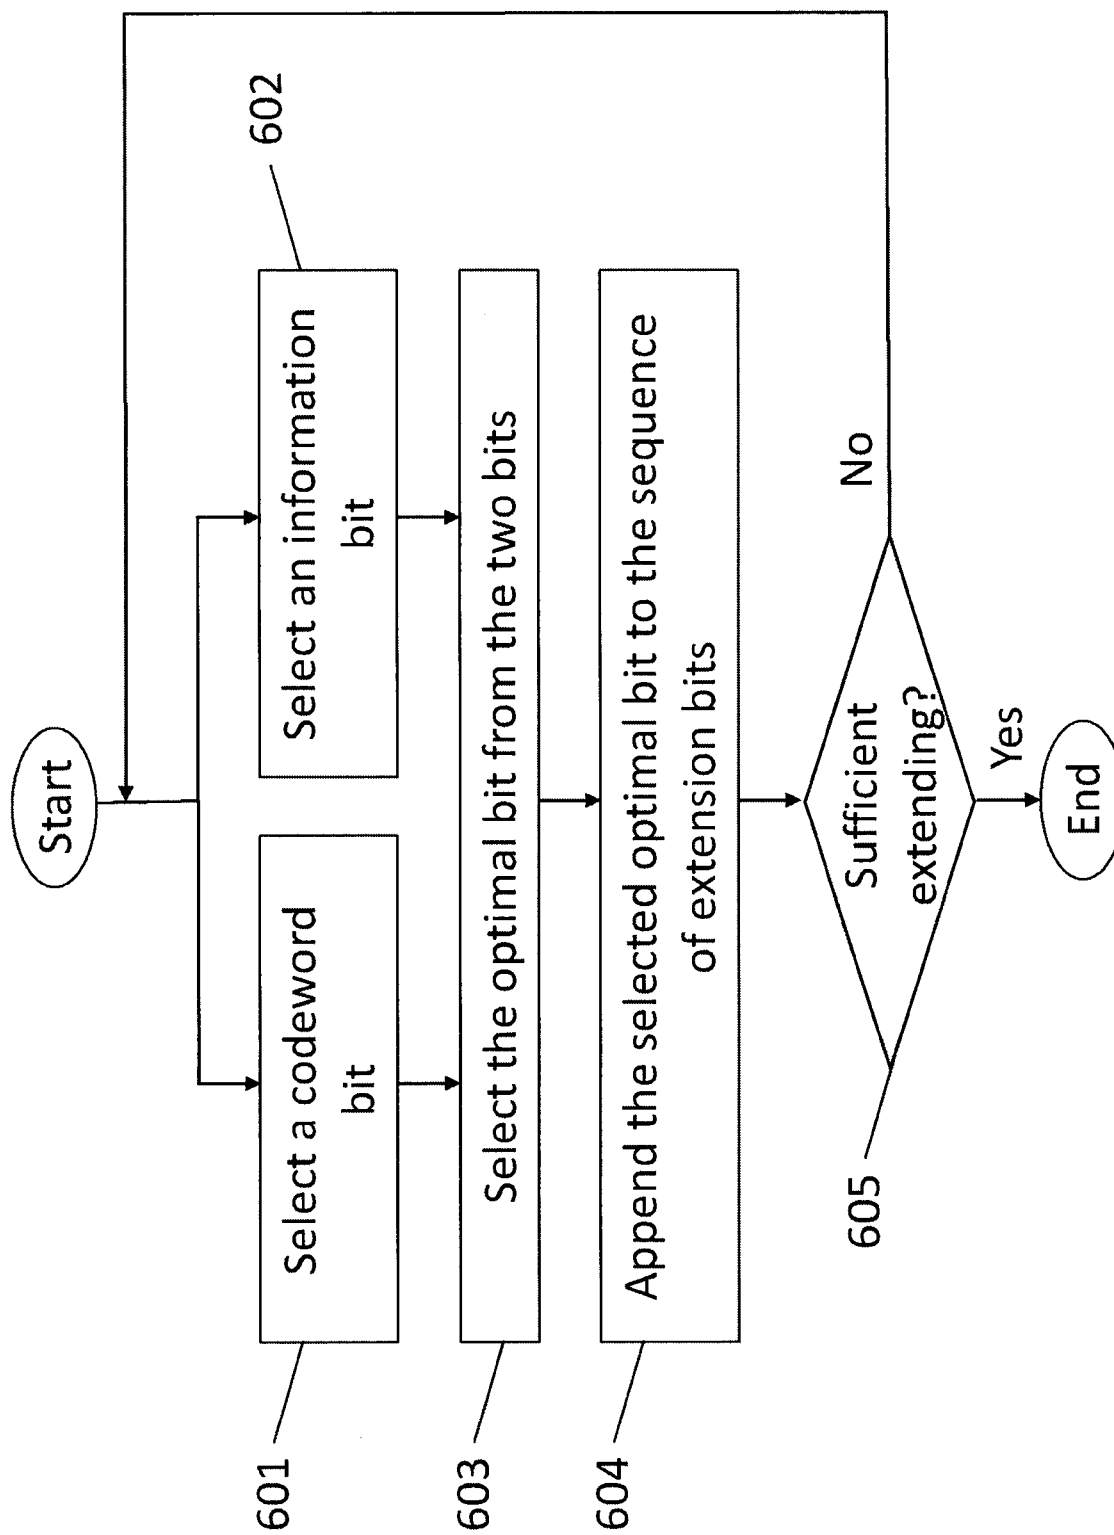 Start
602
601
Select a codeword
bit
Select an information
bit
603
Select the optimal bit from the two bits
604
Append the selected optimal bit to the sequence
of extension bits
605
Sufficient
extending?
No
Yes
End